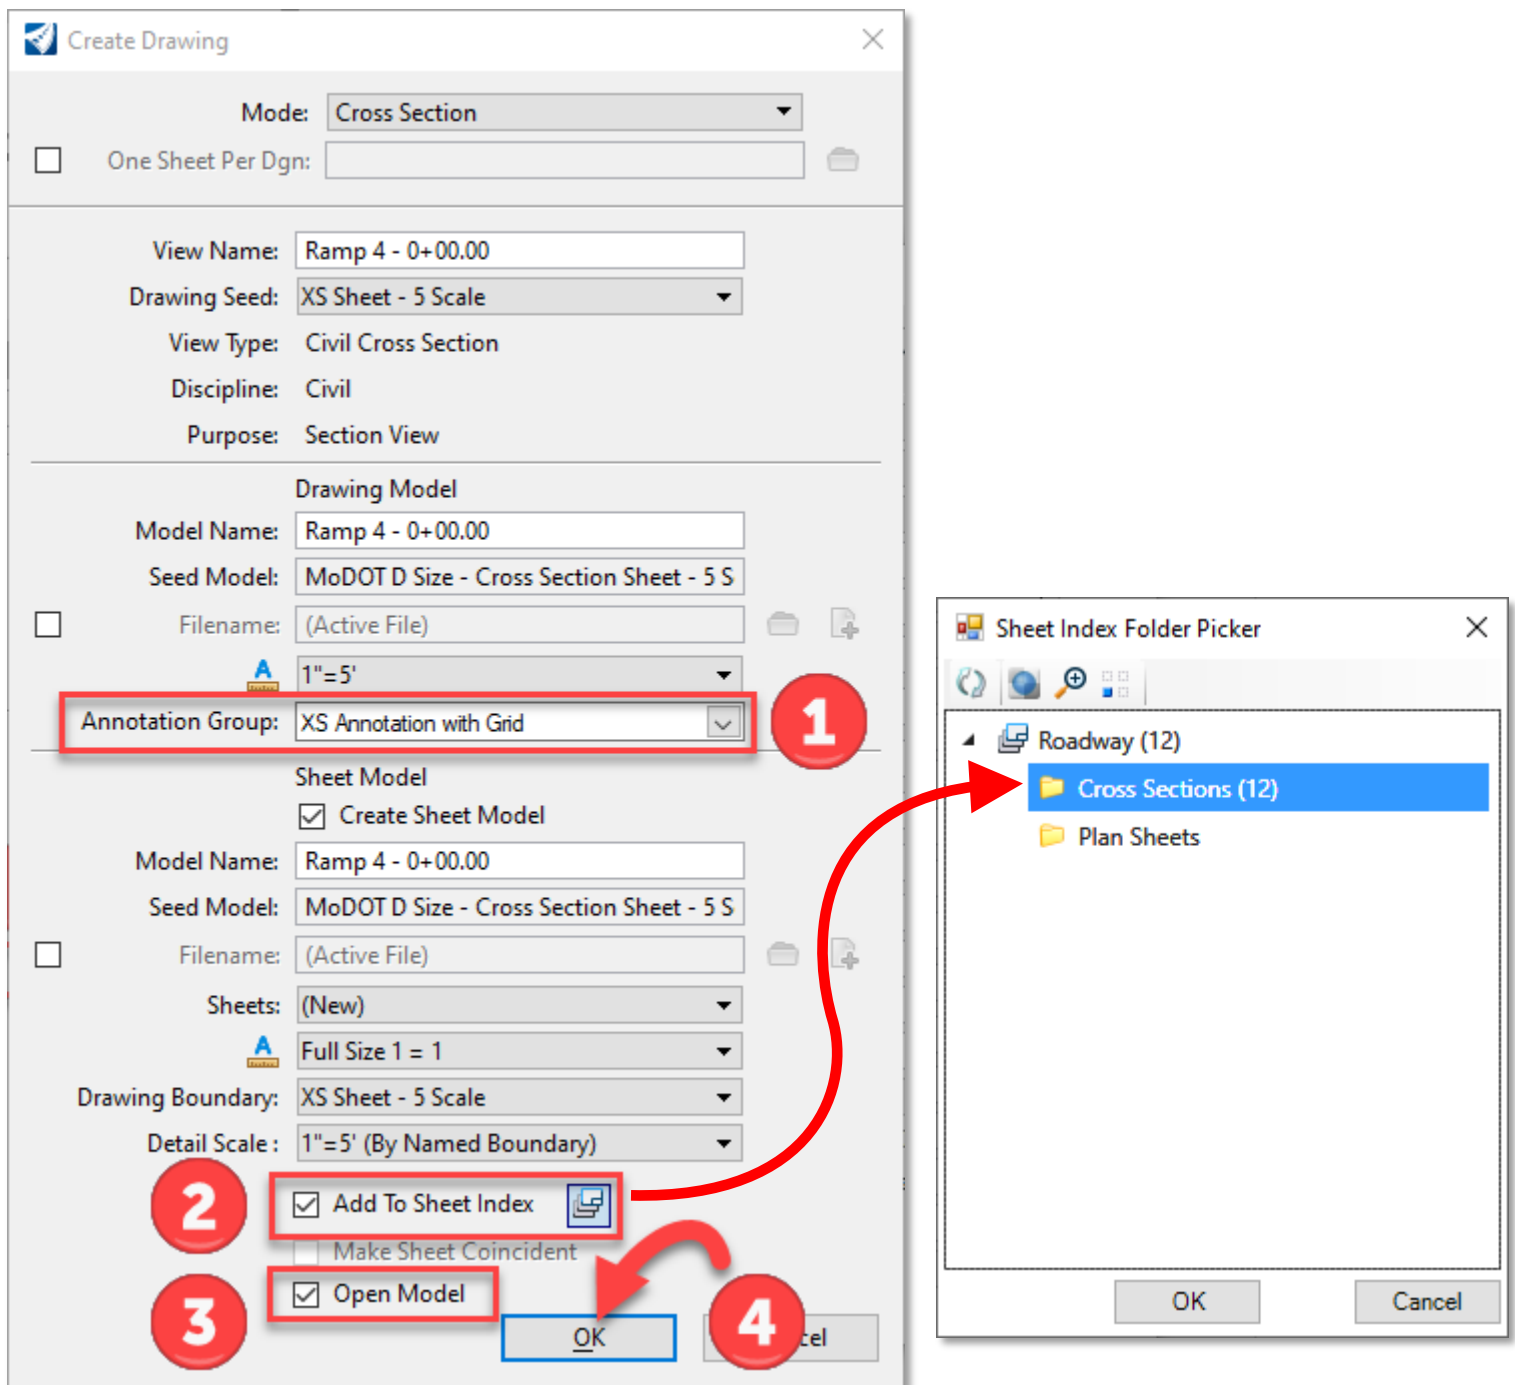 Create Drawing
Mode: Cross Section
One Sheet Per Dgn:
View Name: Ramp 4 - 0+00.00
Drawing Seed: XS Sheet - 5 Scale
View Type: Civil Cross Section
Discipline: Civil
Purpose: Section View
Drawing Model
Model Name: Ramp 4 - 0+00.00
Seed Model: MoDOT D Size - Cross Section Sheet - 5 S
Filename: (Active File)
A 1"=5'
Annotation Group: XS Annotation with Grid
1
Sheet Model
Create Sheet Model
Model Name: Ramp 4 - 0+00.00
Seed Model: MoDOT D Size - Cross Section Sheet - 5 S
Filename: (Active File)
Sheets: (New)
A Full Size 1 = 1
Drawing Boundary: XS Sheet - 5 Scale
Detail Scale : 1"=5' (By Named Boundary)
2 Add To Sheet Index
Make Sheet Coincident
3 Open Model
OK 4 cel
Sheet Index Folder Picker
Roadway (12)
Cross Sections (12)
Plan Sheets
OK Cancel